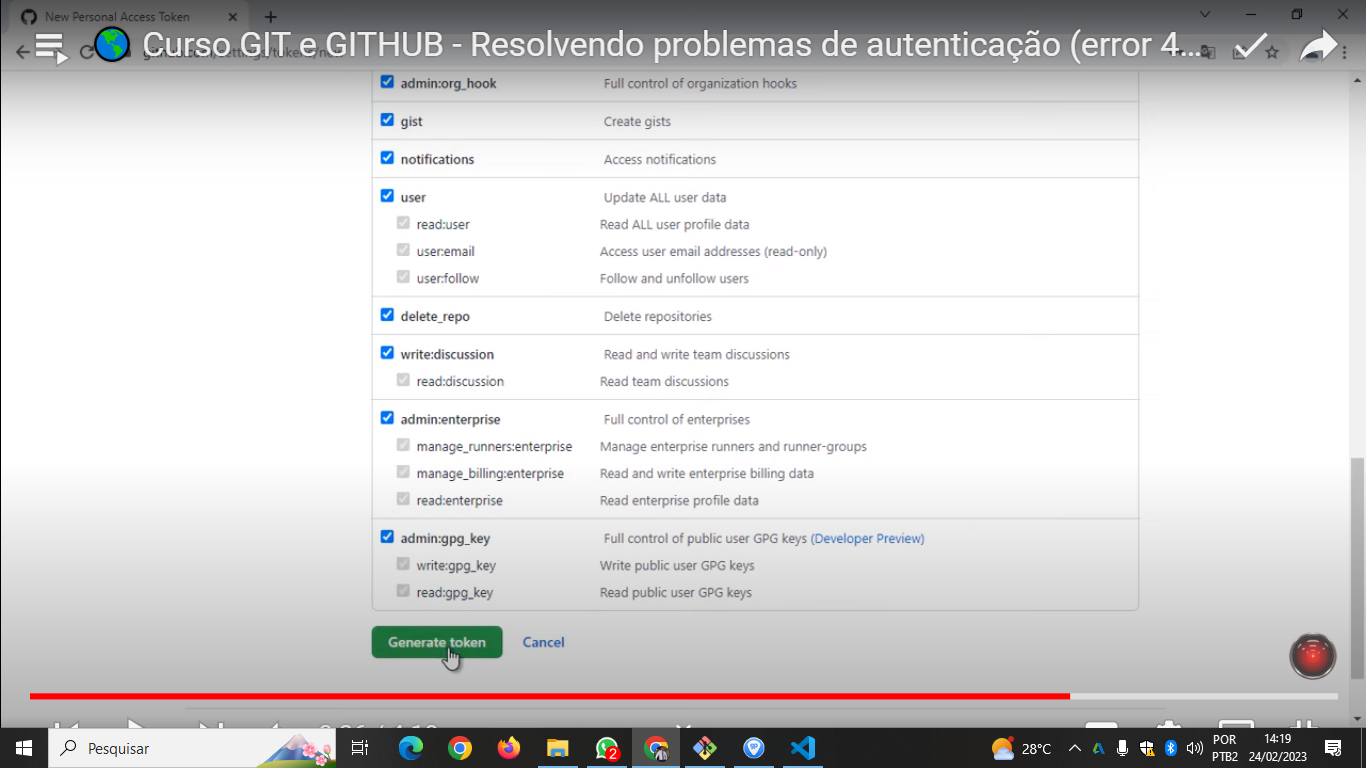 New Personal Access Token
Curso GIT e GITHUB - Resolvendo problemas de autenticação (error 4...
admin:org_hook Full control of organization hooks
gist Create gists
notifications Access notifications
user Update ALL user data
read:user Read ALL user profile data
user:email Access user email addresses (read-only)
user:follow Follow and unfollow users
delete_repo Delete repositories
write:discussion Read and write team discussions
read:discussion Read team discussions
admin:enterprise Full control of enterprises
manage_runners:enterprise Manage enterprise runners and runner-groups
manage_billing:enterprise Read and write enterprise billing data
read:enterprise Read enterprise profile data
admin:gpg_key Full control of public user GPG keys (Developer Preview)
write:gpg_key Write public user GPG keys
read:gpg_key Read public user GPG keys
Generate token Cancel
Pesquisar
2
28°C
POR
PTB2
14:19
24/02/2023